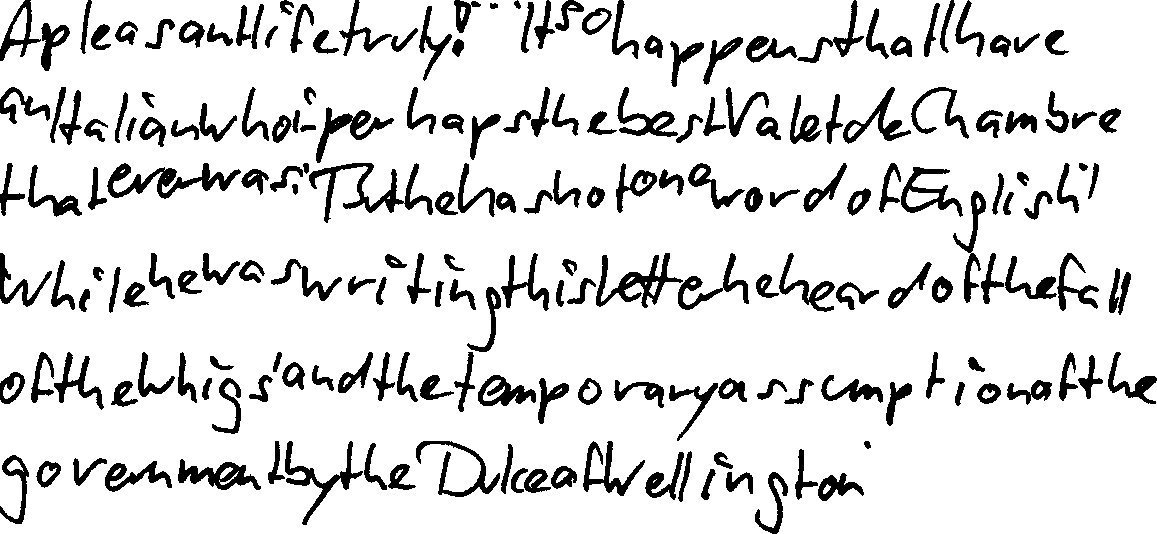 A pleasant life truly! " ... "It so happens that I have
an Italian who is perhaps the best Valet de Chambre
that ever was; But he has not one word of English"
While he was writing this letter he heard of the fall
of the Whigs' and the temporary assumption of the
government by the Duke of Wellington.